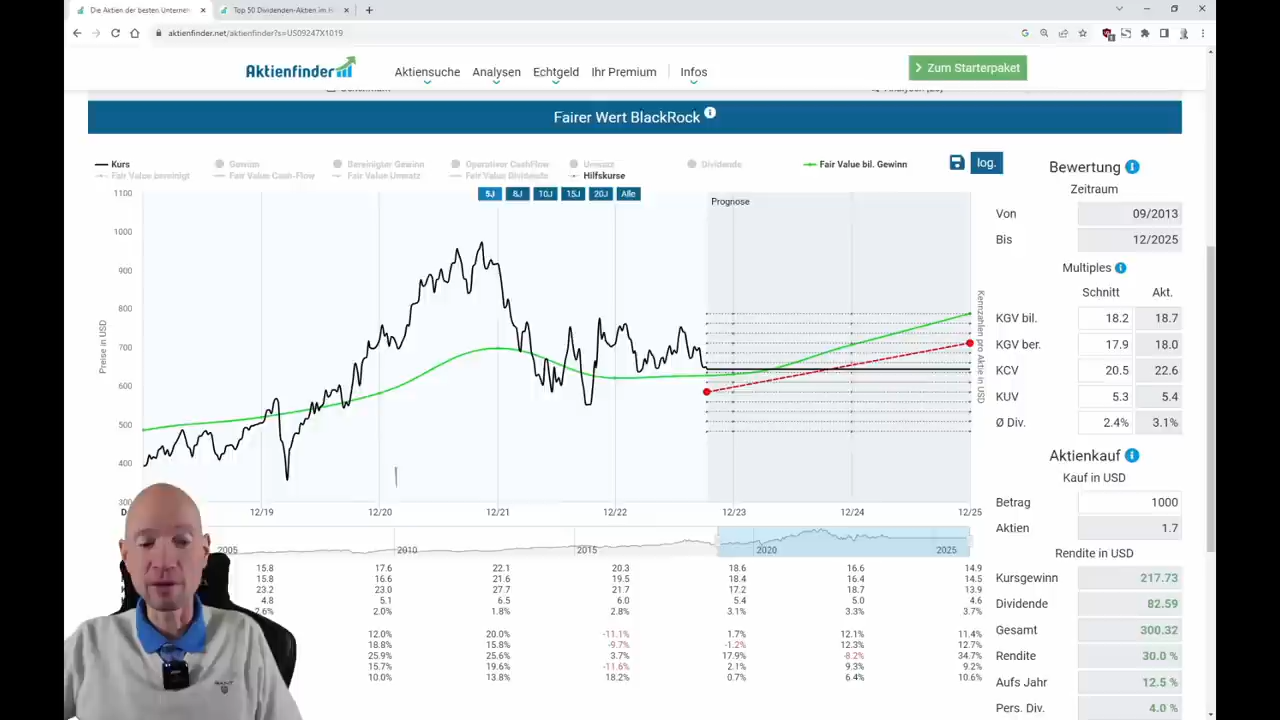 Die Aktien der besten Unterneh
Top 50 Dividenden-Aktien im H
aktienfinder.net/aktienfinder?s=US09247X1019
Aktienfinder
Aktiensuche Analysen Echtgeld Ihr Premium Infos
Zum Starterpaket
Fairer Wert BlackRock
Kurs Gewinn Bereinigter Gewinn Operativer CashFlow Umsatz Dividende Fair Value bil. Gewinn
Fair Value bereinigt Fair Value Cash-Flow Fair Value Umsatz Fair Value Dividende Hilfskurse
log.
5J 8J 10J 15J 20J Alle
Prognose
1100
1000
900
800
700
600
500
400
300
Preise in USD
Kennzahlen pro Aktie in USD
12/19 12/20 12/21 12/22 12/23 12/24 12/25
2005 2010 2015 2020 2025
15.8 17.6 22.1 20.3 18.6 16.6 14.9
15.8 16.6 21.6 19.5 18.4 16.4 14.5
23.2 23.0 27.7 21.7 17.2 18.7 13.9
4.8 5.1 6.5 6.0 5.4 5.0 4.6
2.6% 2.0% 1.8% 2.8% 3.1% 3.3% 3.7%
12.0% 20.0% -11.1% 1.7% 12.1% 11.4%
18.8% 15.8% -9.7% -1.2% 12.3% 12.7%
25.9% 25.6% 3.7% 17.9% -8.2% 34.7%
15.7% 19.6% -11.6% 2.1% 9.3% 9.2%
10.0% 13.8% 18.2% 0.7% 6.4% 10.6%
Bewertung
Zeitraum
Von 09/2013
Bis 12/2025
Multiples
Schnitt Akt.
KGV bil. 18.2 18.7
KGV ber. 17.9 18.0
KCV 20.5 22.6
KUV 5.3 5.4
Ø Div. 2.4% 3.1%
Aktienkauf
Kauf in USD
Betrag 1000
Aktien 1.7
Rendite in USD
Kursgewinn 217.73
Dividende 82.59
Gesamt 300.32
Rendite 30.0 %
Aufs Jahr 12.5 %
Pers. Div. 4.0 %
GANT